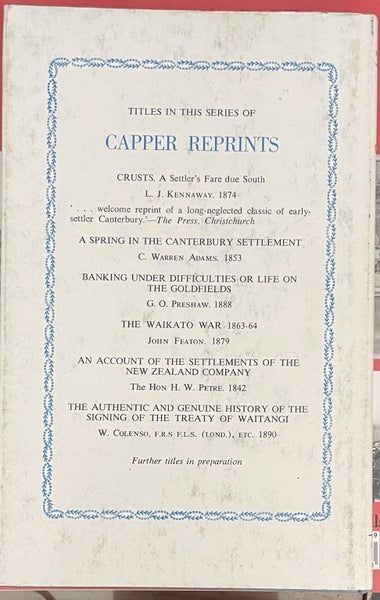 TITLES IN THIS SERIES OF
CAPPER REPRINTS
CRUSTS. A Settler's Fare due South
L. J. KENNAWAY. 1874
'. . . welcome reprint of a long-neglected classic of early-
settler Canterbury.'—The Press, Christchurch
A SPRING IN THE CANTERBURY SETTLEMENT
C. WARREN ADAMS. 1853
BANKING UNDER DIFFICULTIES OR LIFE ON
THE GOLDFIELDS
G. O. PRESHAW. 1888
THE WAIKATO WAR 1863-64
JOHN FEATON. 1879
AN ACCOUNT OF THE SETTLEMENTS OF THE
NEW ZEALAND COMPANY
THE HON H. W. PETRE. 1842
THE AUTHENTIC AND GENUINE HISTORY OF THE
SIGNING OF THE TREATY OF WAITANGI
W. COLENSO, F.R.S F.L.S. (LOND.), ETC. 1890
Further titles in preparation